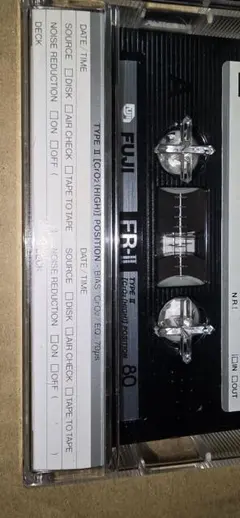 DATE/TIME
SOURCE □DISK □AIR CHECK □TAPE TO TAPE
NOISE REDUCTION □ON □OFF ( )
DECK
DATE/TIME
SOURCE □DISK □AIR CHECK □TAPE TO TAPE
NOISE REDUCTION □ON □OFF ( )
DECK
TYPE II [CrO2(HIGH)] POSITION · BIAS: CrO2/EQ: 70μs
A
FUJI
FR-II
TYPE II
80
N.R.:
□IN □OUT